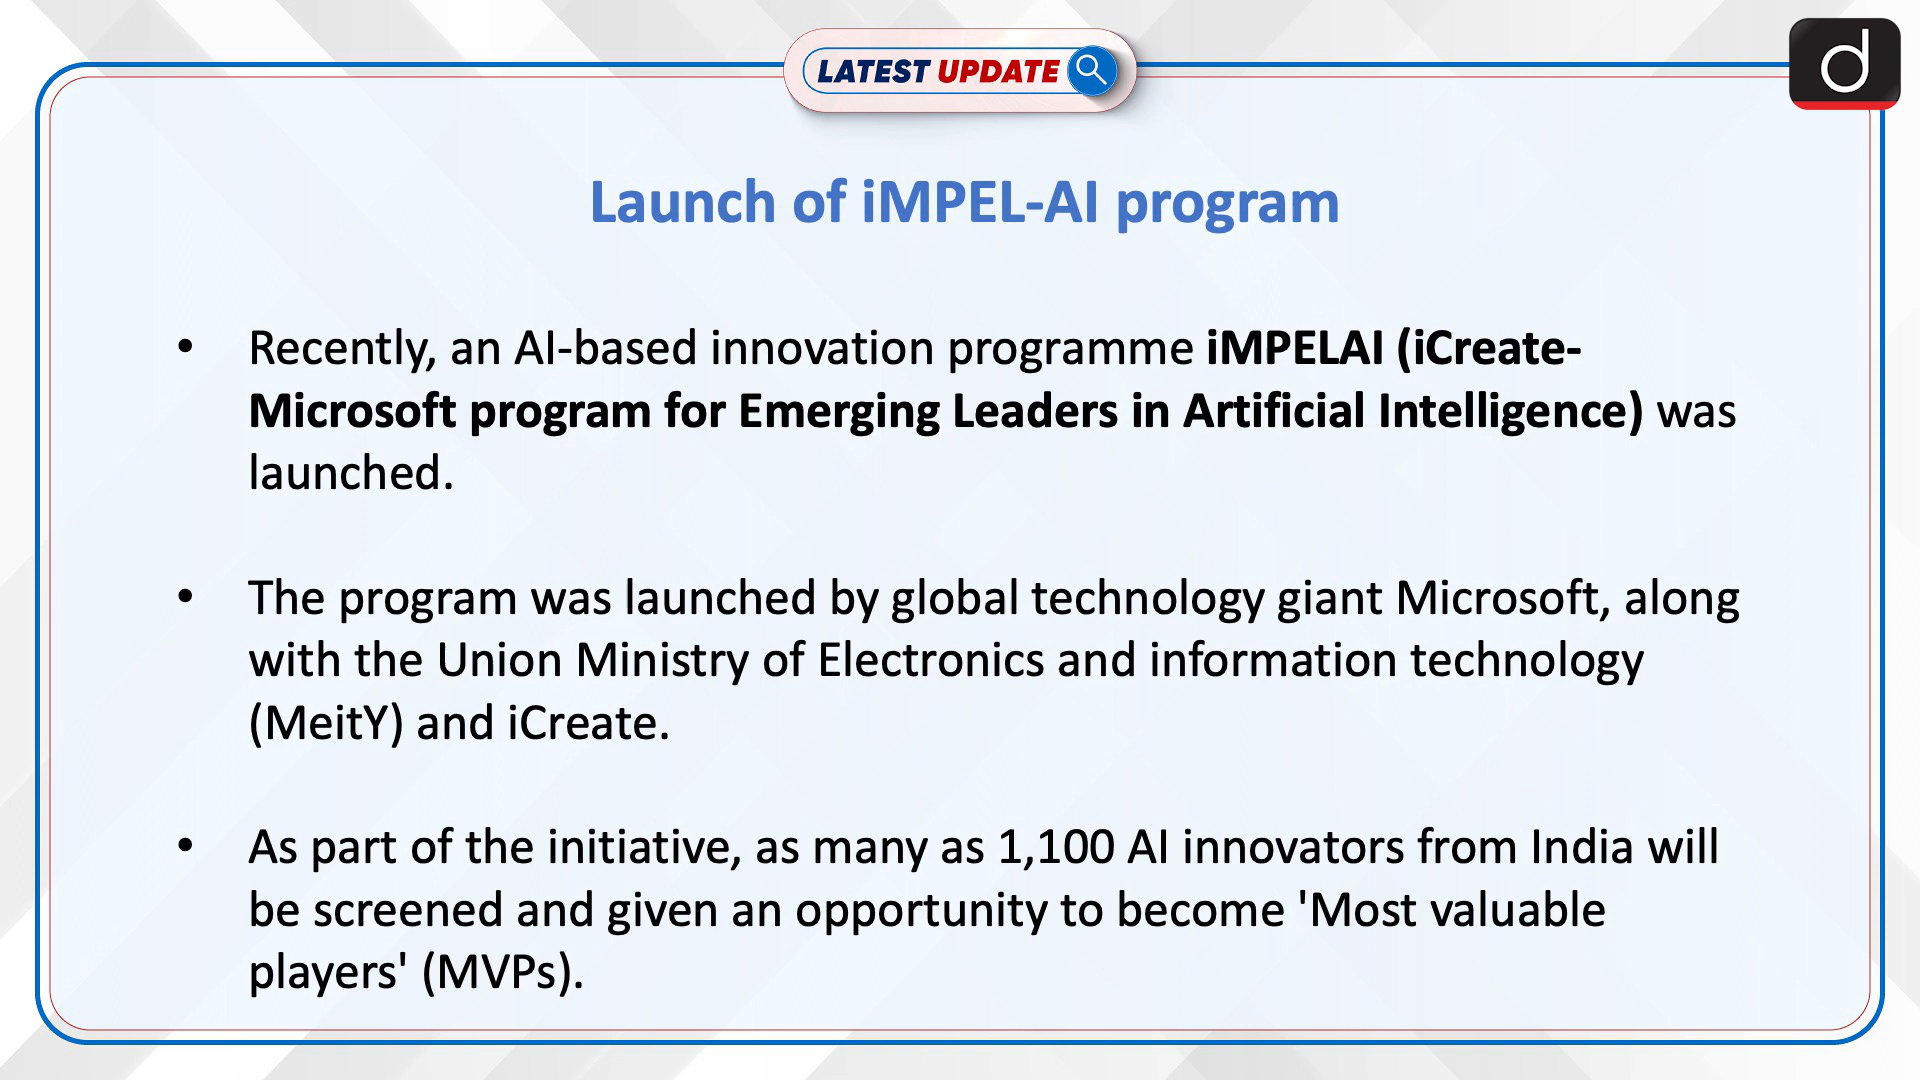 LATEST UPDATE
d
Launch of iMPEL-AI program
• Recently, an AI-based innovation programme iMPELAI (iCreate-
Microsoft program for Emerging Leaders in Artificial Intelligence) was
launched.
• The program was launched by global technology giant Microsoft, along
with the Union Ministry of Electronics and information technology
(MeitY) and iCreate.
• As part of the initiative, as many as 1,100 AI innovators from India will
be screened and given an opportunity to become 'Most valuable
players' (MVPs).